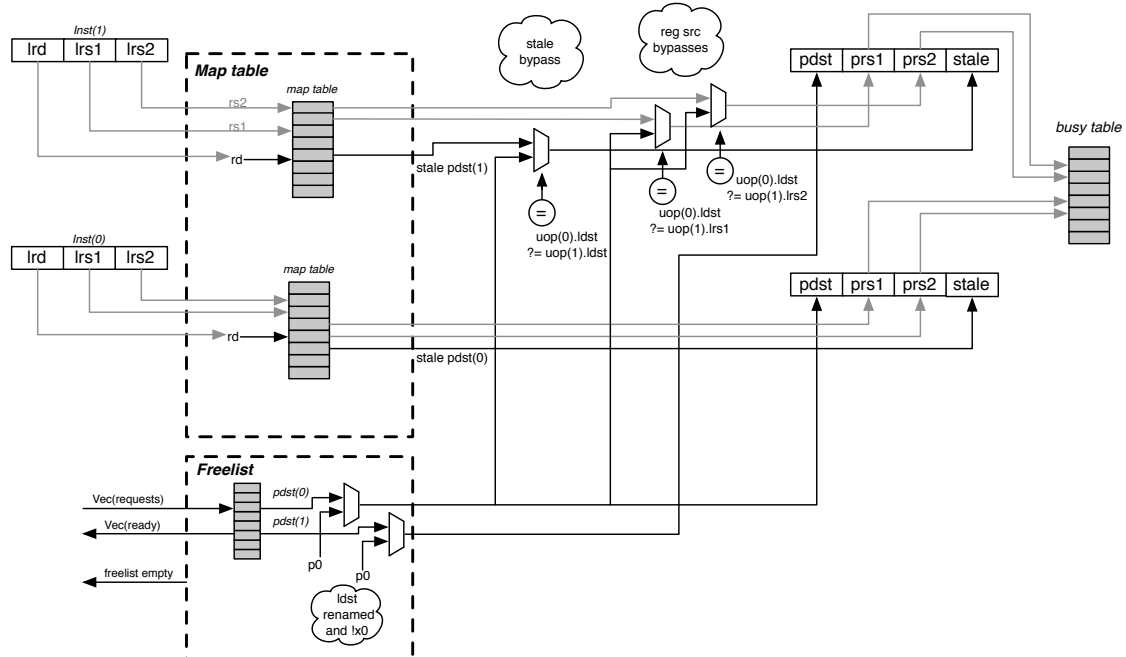 Inst(1)
lrd lrs1 lrs2
Map table
map table
rs2
rs1
rd
stale pdst(1)
stale
bypass
reg src
bypasses
=
uop(0).ldst
?= uop(1).ldst
=
uop(0).ldst
?= uop(1).lrs1
=
uop(0).ldst
?= uop(1).lrs2
pdst prs1 prs2 stale
busy table
Inst(0)
lrd lrs1 lrs2
map table
rd
stale pdst(0)
pdst prs1 prs2 stale
Freelist
Vec(requests)
pdst(0)
Vec(ready)
pdst(1)
p0
p0
freelist empty
ldst
renamed
and !x0